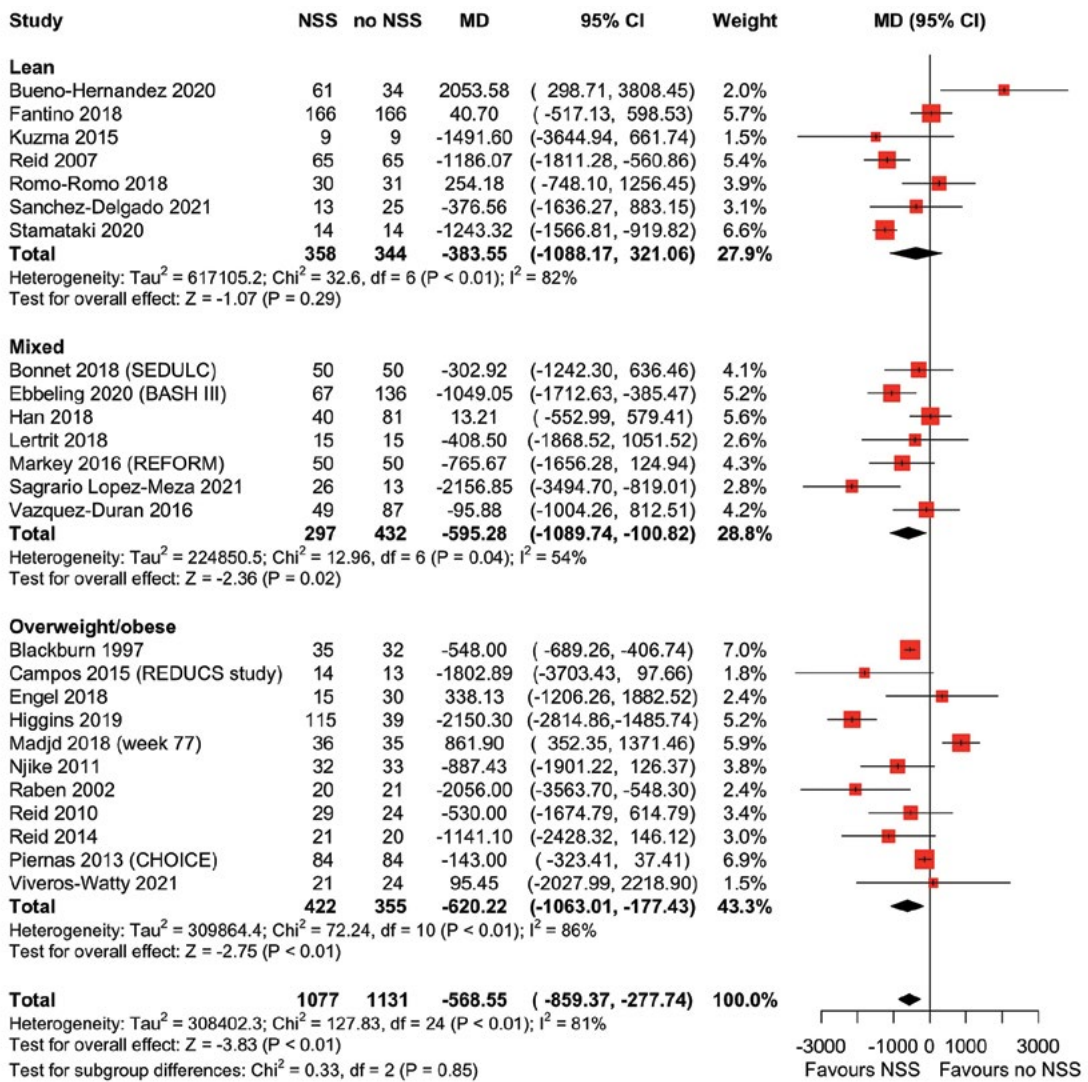 Study NSS no NSS MD 95% CI Weight MD (95% CI)
Lean
Bueno-Hernandez 2020 61 34 2053.58 ( 298.71, 3808.45) 2.0%
Fantino 2018 166 166 40.70 ( -517.13, 598.53) 5.7%
Kuzma 2015 9 9 -1491.60 (-3644.94, 661.74) 1.5%
Reid 2007 65 65 -1186.07 (-1811.28, -560.86) 5.4%
Romo-Romo 2018 30 31 254.18 ( -748.10, 1256.45) 3.9%
Sanchez-Delgado 2021 13 25 -376.56 (-1636.27, 883.15) 3.1%
Stamataki 2020 14 14 -1243.32 (-1566.81, -919.82) 6.6%
Total 358 344 -383.55 (-1088.17, 321.06) 27.9%
Heterogeneity: Tau² = 617105.2; Chi² = 32.6, df = 6 (P < 0.01); I² = 82%
Test for overall effect: Z = -1.07 (P = 0.29)
Mixed
Bonnet 2018 (SEDULC) 50 50 -302.92 (-1242.30, 636.46) 4.1%
Ebbeling 2020 (BASH III) 67 136 -1049.05 (-1712.63, -385.47) 5.2%
Han 2018 40 81 13.21 ( -552.99, 579.41) 5.6%
Lertrit 2018 15 15 -408.50 (-1868.52, 1051.52) 2.6%
Markey 2016 (REFORM) 50 50 -765.67 (-1656.28, 124.94) 4.3%
Sagrario Lopez-Meza 2021 26 13 -2156.85 (-3494.70, -819.01) 2.8%
Vazquez-Duran 2016 49 87 -95.88 (-1004.26, 812.51) 4.2%
Total 297 432 -595.28 (-1089.74, -100.82) 28.8%
Heterogeneity: Tau² = 224850.5; Chi² = 12.96, df = 6 (P = 0.04); I² = 54%
Test for overall effect: Z = -2.36 (P = 0.02)
Overweight/obese
Blackburn 1997 35 32 -548.00 ( -689.26, -406.74) 7.0%
Campos 2015 (REDUCS study) 14 13 -1802.89 (-3703.43, 97.66) 1.8%
Engel 2018 15 30 338.13 (-1206.26, 1882.52) 2.4%
Higgins 2019 115 39 -2150.30 (-2814.86,-1485.74) 5.2%
Madjd 2018 (week 77) 36 35 861.90 ( 352.35, 1371.46) 5.9%
Njike 2011 32 33 -887.43 (-1901.22, 126.37) 3.8%
Raben 2002 20 21 -2056.00 (-3563.70, -548.30) 2.4%
Reid 2010 29 24 -530.00 (-1674.79, 614.79) 3.4%
Reid 2014 21 20 -1141.10 (-2428.32, 146.12) 3.0%
Piernas 2013 (CHOICE) 84 84 -143.00 ( -323.41, 37.41) 6.9%
Viveros-Watty 2021 21 24 95.45 (-2027.99, 2218.90) 1.5%
Total 422 355 -620.22 (-1063.01, -177.43) 43.3%
Heterogeneity: Tau² = 309864.4; Chi² = 72.24, df = 10 (P < 0.01); I² = 86%
Test for overall effect: Z = -2.75 (P < 0.01)
Total 1077 1131 -568.55 ( -859.37, -277.74) 100.0%
Heterogeneity: Tau² = 308402.3; Chi² = 127.83, df = 24 (P < 0.01); I² = 81%
Test for overall effect: Z = -3.83 (P < 0.01)
Test for subgroup differences: Chi² = 0.33, df = 2 (P = 0.85)
-3000 -1000 0 1000 3000
Favours NSS Favours no NSS